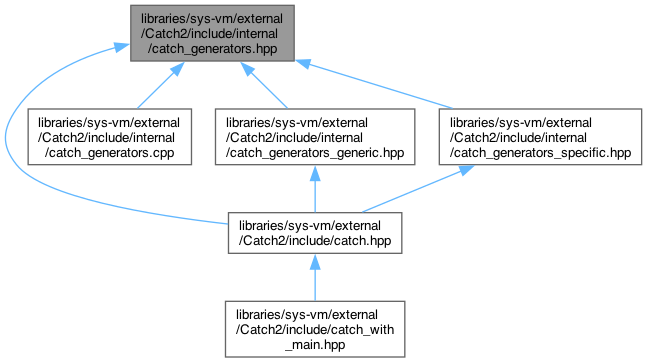 libraries/sys-vm/external
/Catch2/include/internal
/catch_generators.hpp
libraries/sys-vm/external
/Catch2/include/internal
/catch_generators.cpp
libraries/sys-vm/external
/Catch2/include/internal
/catch_generators_generic.hpp
libraries/sys-vm/external
/Catch2/include/internal
/catch_generators_specific.hpp
libraries/sys-vm/external
/Catch2/include/catch.hpp
libraries/sys-vm/external
/Catch2/include/catch_with
_main.hpp